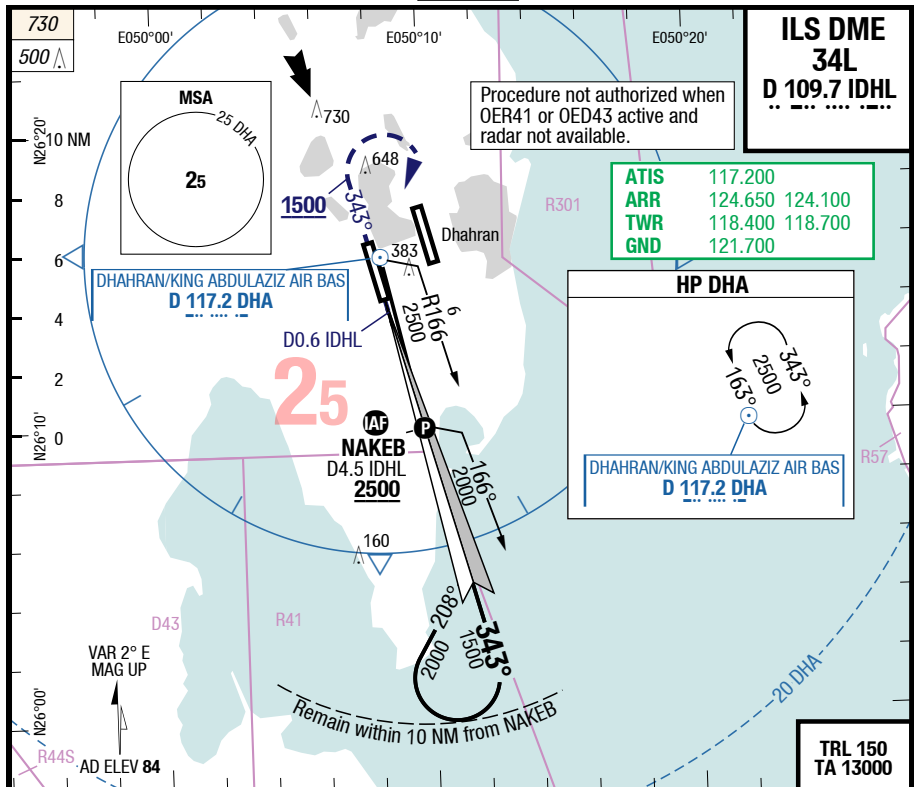 730
500
E050°00'
E050°10'
E050°20'
ILS DME
34L
D 109.7 IDHL
MSA
25 DHA
25
730
Procedure not authorized when
OER41 or OED43 active and
radar not available.
N26°20'
10 NM
8
6
4
2
0
648
1500
343°
ATIS 117.200
ARR 124.650 124.100
TWR 118.400 118.700
GND 121.700
R301
Dhahran
383
DHAHRAN/KING ABDULAZIZ AIR BAS
D 117.2 DHA
HP DHA
R166
6
2500
D0.6 IDHL
25
343°
2500
163°
N26°10'
IAF
P
NAKEB
D4.5 IDHL
2500
166°
2000
DHAHRAN/KING ABDULAZIZ AIR BAS
D 117.2 DHA
R57
160
D43
R41
208°
2000
343°
1500
VAR 2° E
MAG UP
20 DHA
Remain within 10 NM from NAKEB
N26°00'
R44S
AD ELEV 84
TRL 150
TA 13000